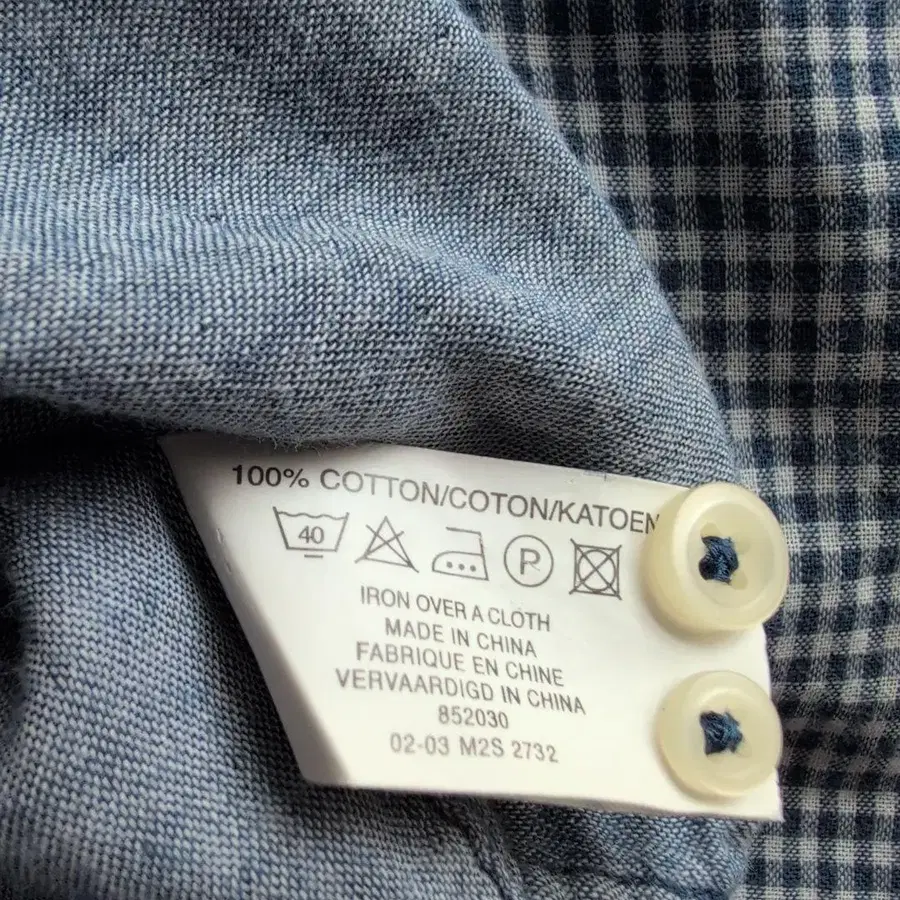 100% COTTON/COTON/KATOEN
40
P
IRON OVER A CLOTH
MADE IN CHINA
FABRIQUE EN CHINE
VERVAARDIGD IN CHINA
852030
02-03 M2S 2732